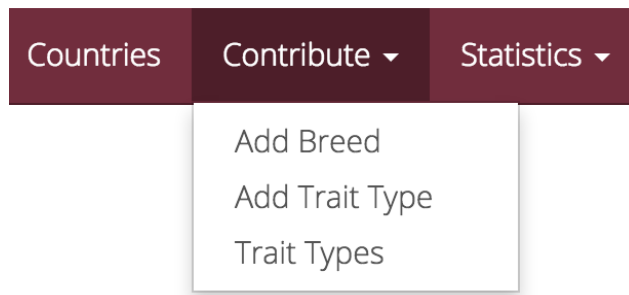 Countries Contribute Statistics
Add Breed
Add Trait Type
Trait Types